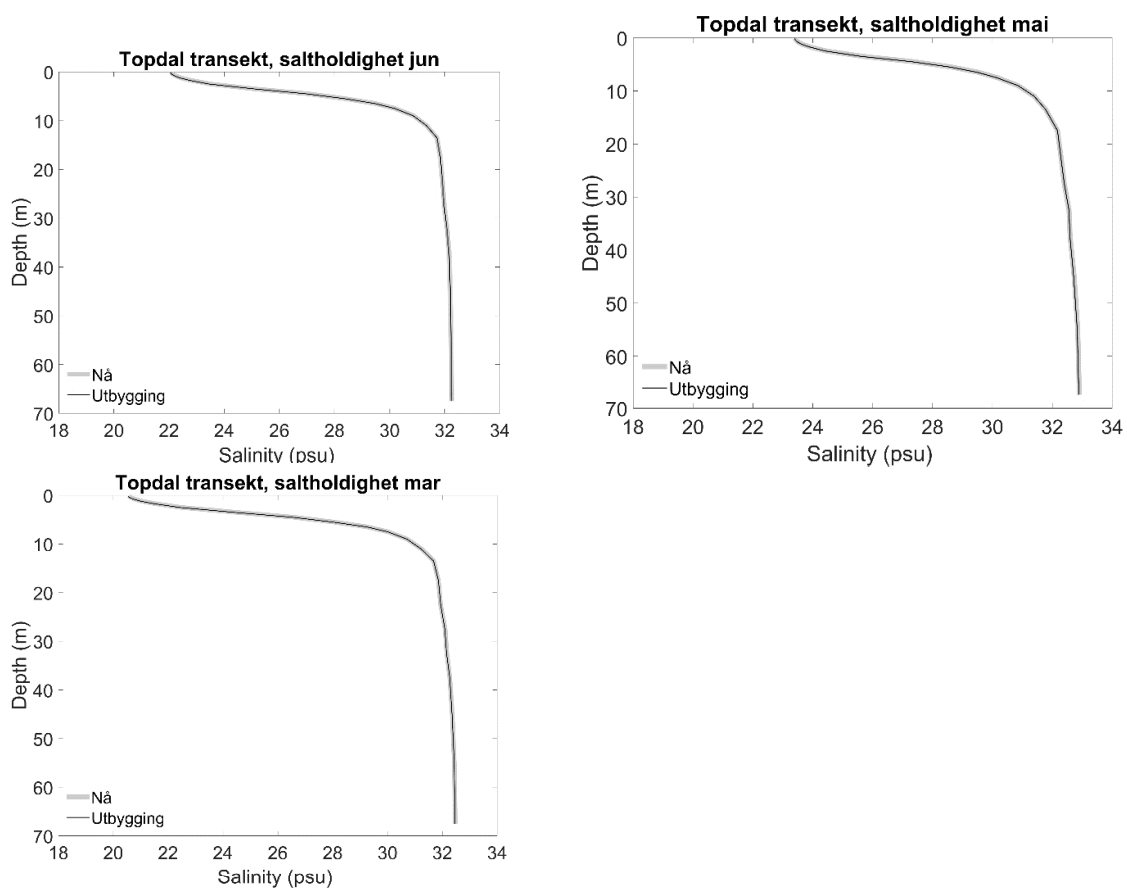 Topdal transekt, saltholdighet jun
0
10
20
30
40
50
60
70
Depth (m)
Nå
Utbygging
18 20 22 24 26 28 30 32 34
Salinity (psu)
Topdal transekt, saltholdighet mai
0
10
20
30
40
50
60
70
Depth (m)
Nå
Utbygging
18 20 22 24 26 28 30 32 34
Salinity (psu)
Topdal transekt, saltholdighet mar
0
10
20
30
40
50
60
70
Depth (m)
Nå
Utbygging
18 20 22 24 26 28 30 32 34
Salinity (psu)